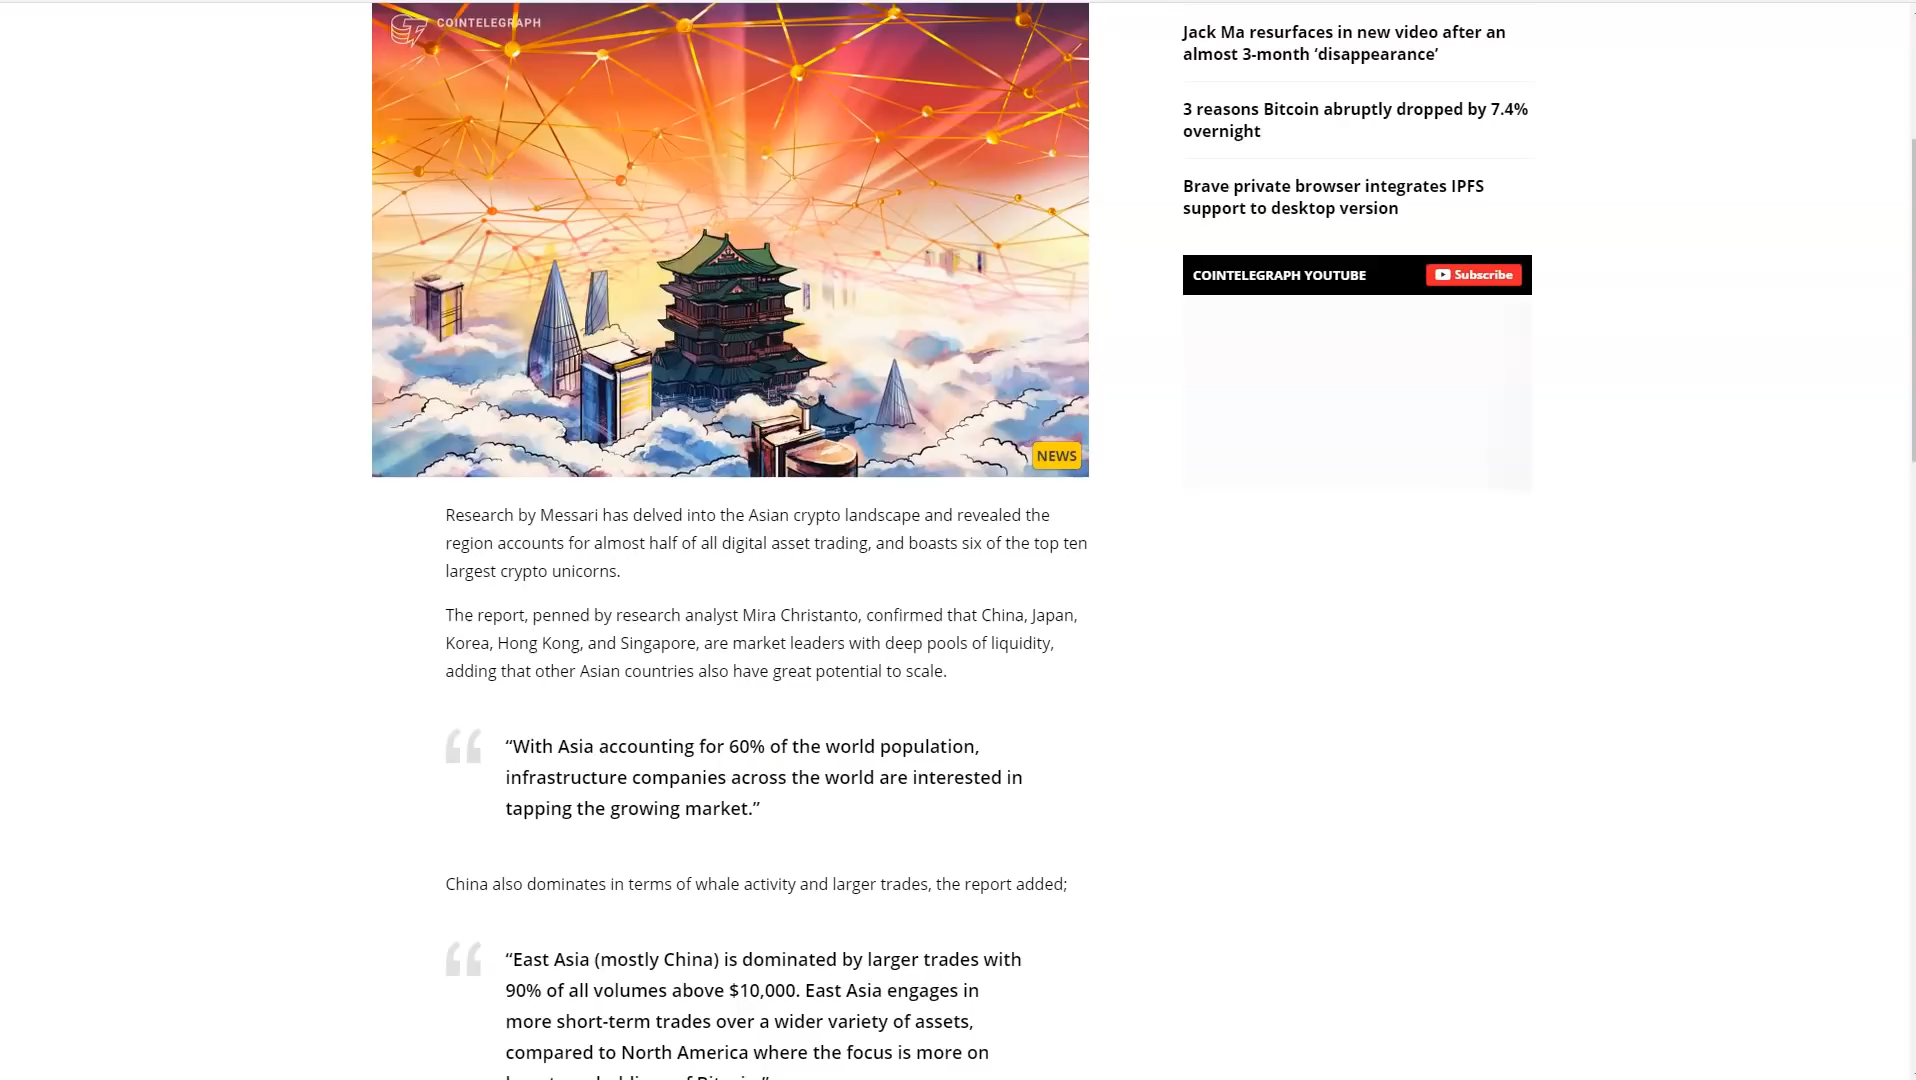 COINTELEGRAPH
NEWS
Research by Messari has delved into the Asian crypto landscape and revealed the
region accounts for almost half of all digital asset trading, and boasts six of the top ten
largest crypto unicorns.
The report, penned by research analyst Mira Christanto, confirmed that China, Japan,
Korea, Hong Kong, and Singapore, are market leaders with deep pools of liquidity,
adding that other Asian countries also have great potential to scale.
“With Asia accounting for 60% of the world population,
infrastructure companies across the world are interested in
tapping the growing market.”
China also dominates in terms of whale activity and larger trades, the report added;
“East Asia (mostly China) is dominated by larger trades with
90% of all volumes above $10,000. East Asia engages in
more short-term trades over a wider variety of assets,
compared to North America where the focus is more on
Jack Ma resurfaces in new video after an
almost 3-month ‘disappearance’
3 reasons Bitcoin abruptly dropped by 7.4%
overnight
Brave private browser integrates IPFS
support to desktop version
COINTELEGRAPH YOUTUBE
Subscribe